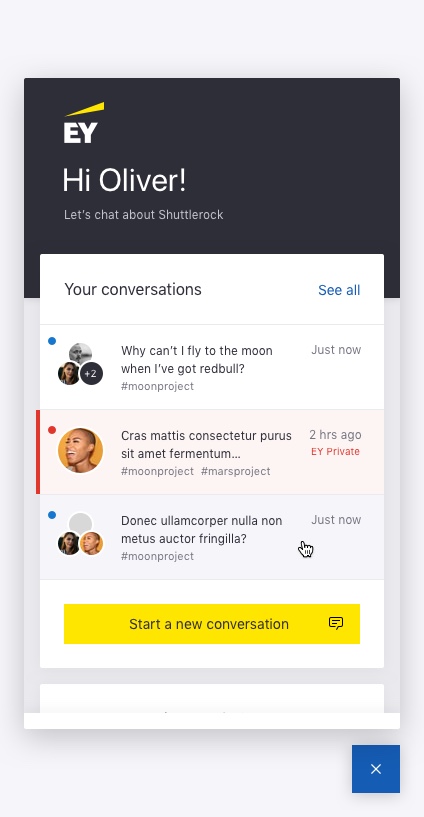 EY
Hi Oliver!
Let's chat about Shuttlerock
Your conversations
See all
Why can't I fly to the moon
when I've got redbull?
#moonproject
Just now
+2
Cras mattis consectetur purus
sit amet fermentum...
#moonproject #marsproject
2 hrs ago
EY Private
Donec ullamcorper nulla non
metus auctor fringilla?
#moonproject
Just now
Start a new conversation